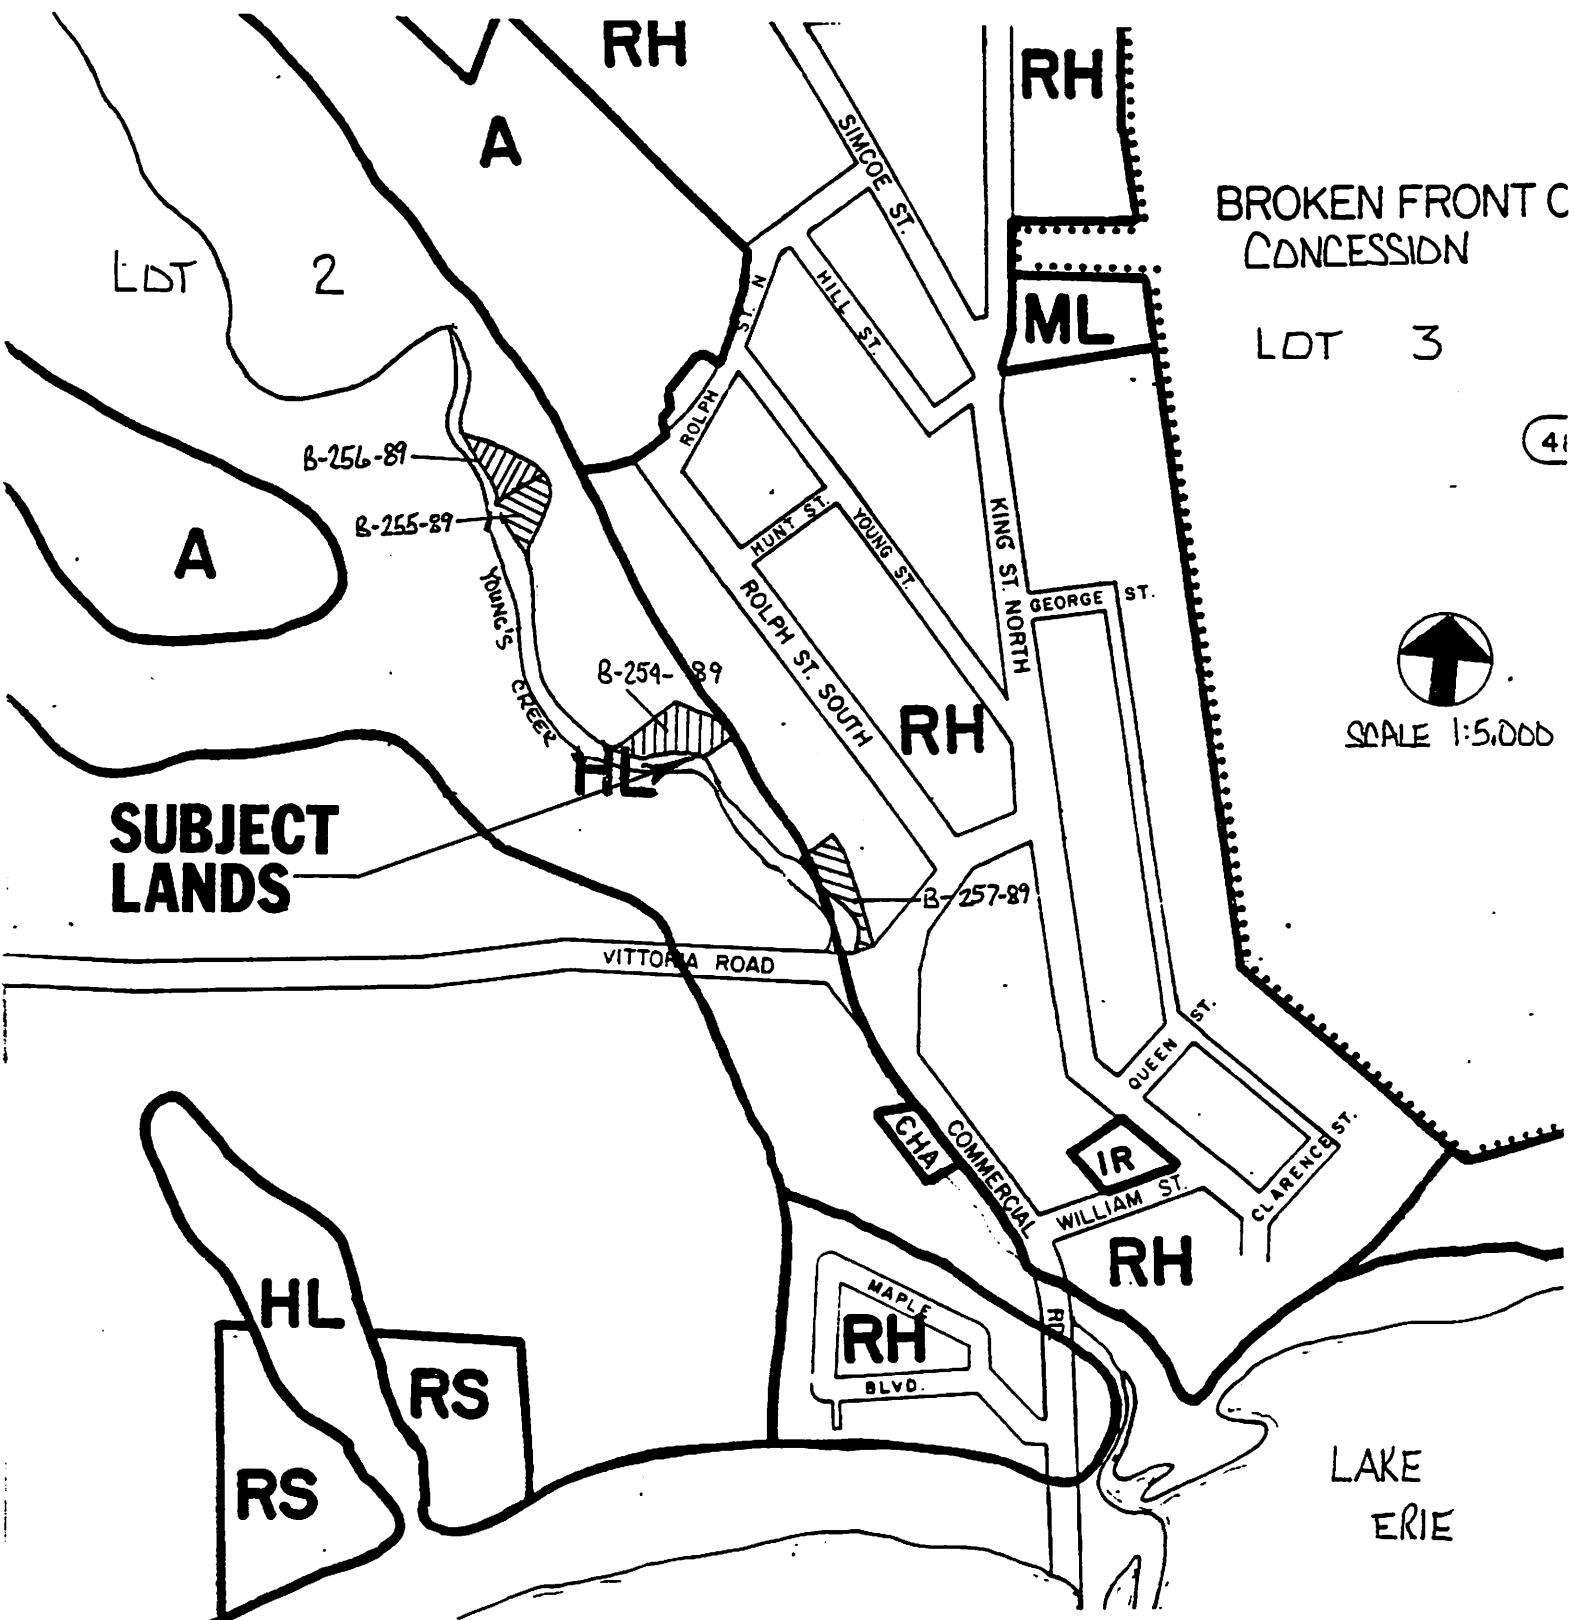 RH
RH
A
SIMCOE ST.
BROKEN FRONT C
CONCESSION
LOT 2
HILL ST.
ST. N
ROLPH
ML
LOT 3
B-256-89
B-255-89
A
HUNT ST.
YOUNG ST.
KING ST. NORTH
GEORGE ST.
YOUNG'S
CREEK
ROLPH ST. SOUTH
B-254-89
RH
SCALE 1:5,000
HL
SUBJECT
LANDS
B-257-89
VITTORIA ROAD
QUEEN ST.
CHA
COMMERCIAL
IR
WILLIAM ST.
CLARENCE ST.
RH
HL
MAPLE
RH
BLVD.
RD.
RS
RS
LAKE
ERIE